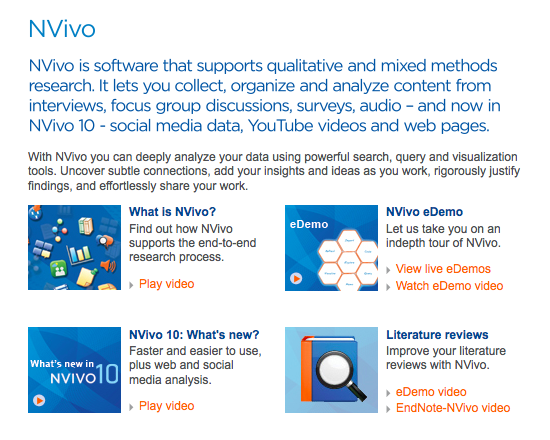 NVivo
NVivo is software that supports qualitative and mixed methods
research. It lets you collect, organize and analyze content from
interviews, focus group discussions, surveys, audio – and now in
NVivo 10 - social media data, YouTube videos and web pages.
With NVivo you can deeply analyze your data using powerful search, query and visualization
tools. Uncover subtle connections, add your insights and ideas as you work, rigorously justify
findings, and effortlessly share your work.
What is NVivo?
Find out how NVivo
supports the end-to-end
research process.
Play video
eDemo
NVivo eDemo
Let us take you on an
indepth tour of NVivo.
View live eDemos
Watch eDemo video
What's new in
NVIVO10
NVivo 10: What's new?
Faster and easier to use,
plus web and social
media analysis.
Play video
Literature reviews
Improve your literature
reviews with NVivo.
eDemo video
EndNote-NVivo video